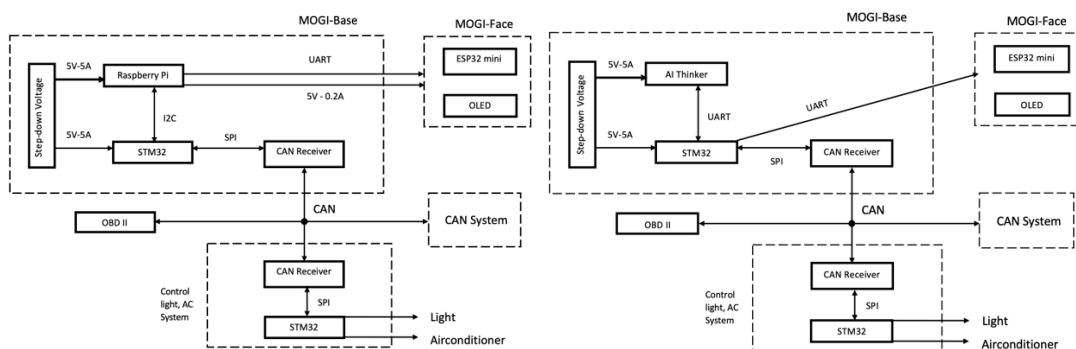 MOGI-Base
MOGI-Face
Step-down Voltage
5V-5A
Raspberry Pi
UART
5V - 0.2A
ESP32 mini
OLED
I2C
5V-5A
STM32
SPI
CAN Receiver
OBD II
CAN
CAN System
CAN Receiver
Control
light, AC
System
SPI
STM32
Light
Airconditioner
MOGI-Base
MOGI-Face
Step-down Voltage
5V-5A
AI Thinker
UART
UART
ESP32 mini
OLED
5V-5A
STM32
SPI
CAN Receiver
OBD II
CAN
CAN System
CAN Receiver
Control
light, AC
System
SPI
STM32
Light
Airconditioner